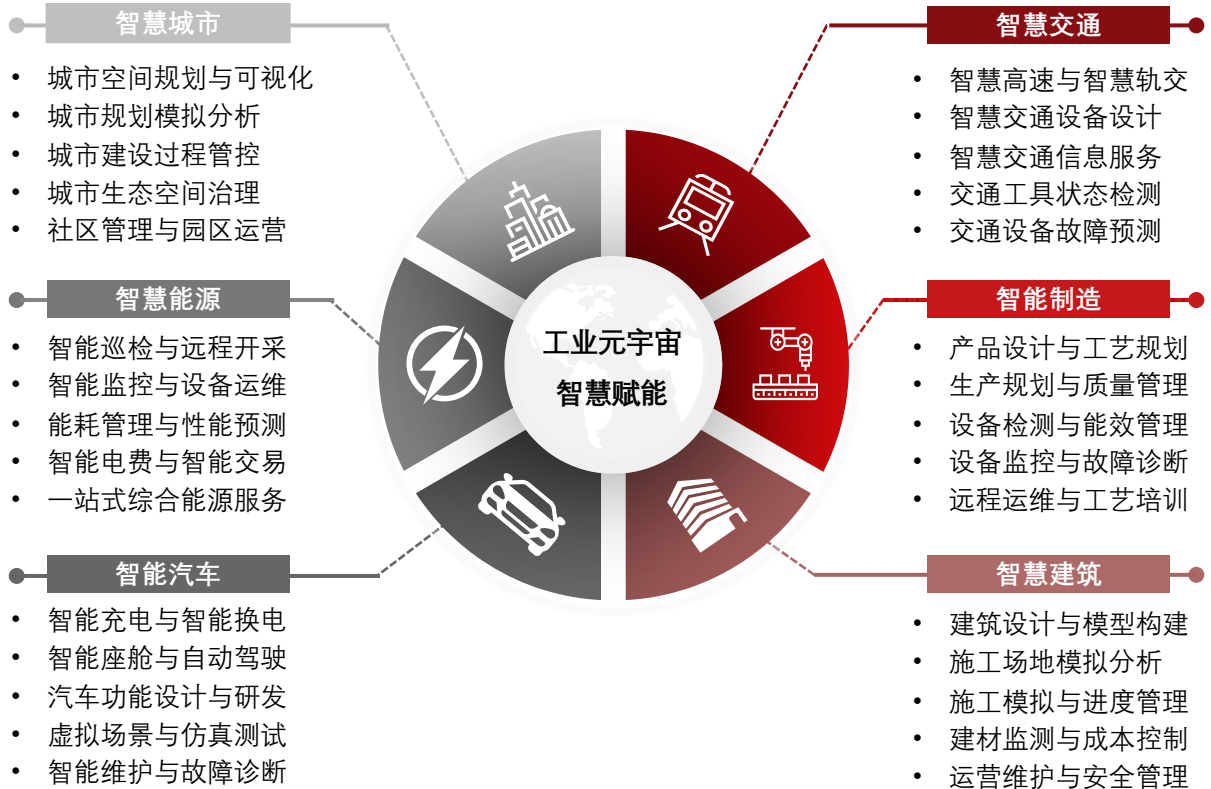 智慧城市
• 城市空间规划与可视化
• 城市规划模拟分析
• 城市建设过程管控
• 城市生态空间治理
• 社区管理与园区运营
智慧能源
• 智能巡检与远程开采
• 智能监控与设备运维
• 能耗管理与性能预测
• 智能电费与智能交易
• 一站式综合能源服务
智能汽车
• 智能充电与智能换电
• 智能座舱与自动驾驶
• 汽车功能设计与研发
• 虚拟场景与仿真测试
• 智能维护与故障诊断
工业元宇宙
智慧赋能
智慧交通
• 智慧高速与智慧轨交
• 智慧交通设备设计
• 智慧交通信息服务
• 交通工具状态检测
• 交通设备故障预测
智能制造
• 产品设计与工艺规划
• 生产规划与质量管理
• 设备检测与能效管理
• 设备监控与故障诊断
• 远程运维与工艺培训
智慧建筑
• 建筑设计与模型构建
• 施工场地模拟分析
• 施工模拟与进度管理
• 建材监测与成本控制
• 运营维护与安全管理